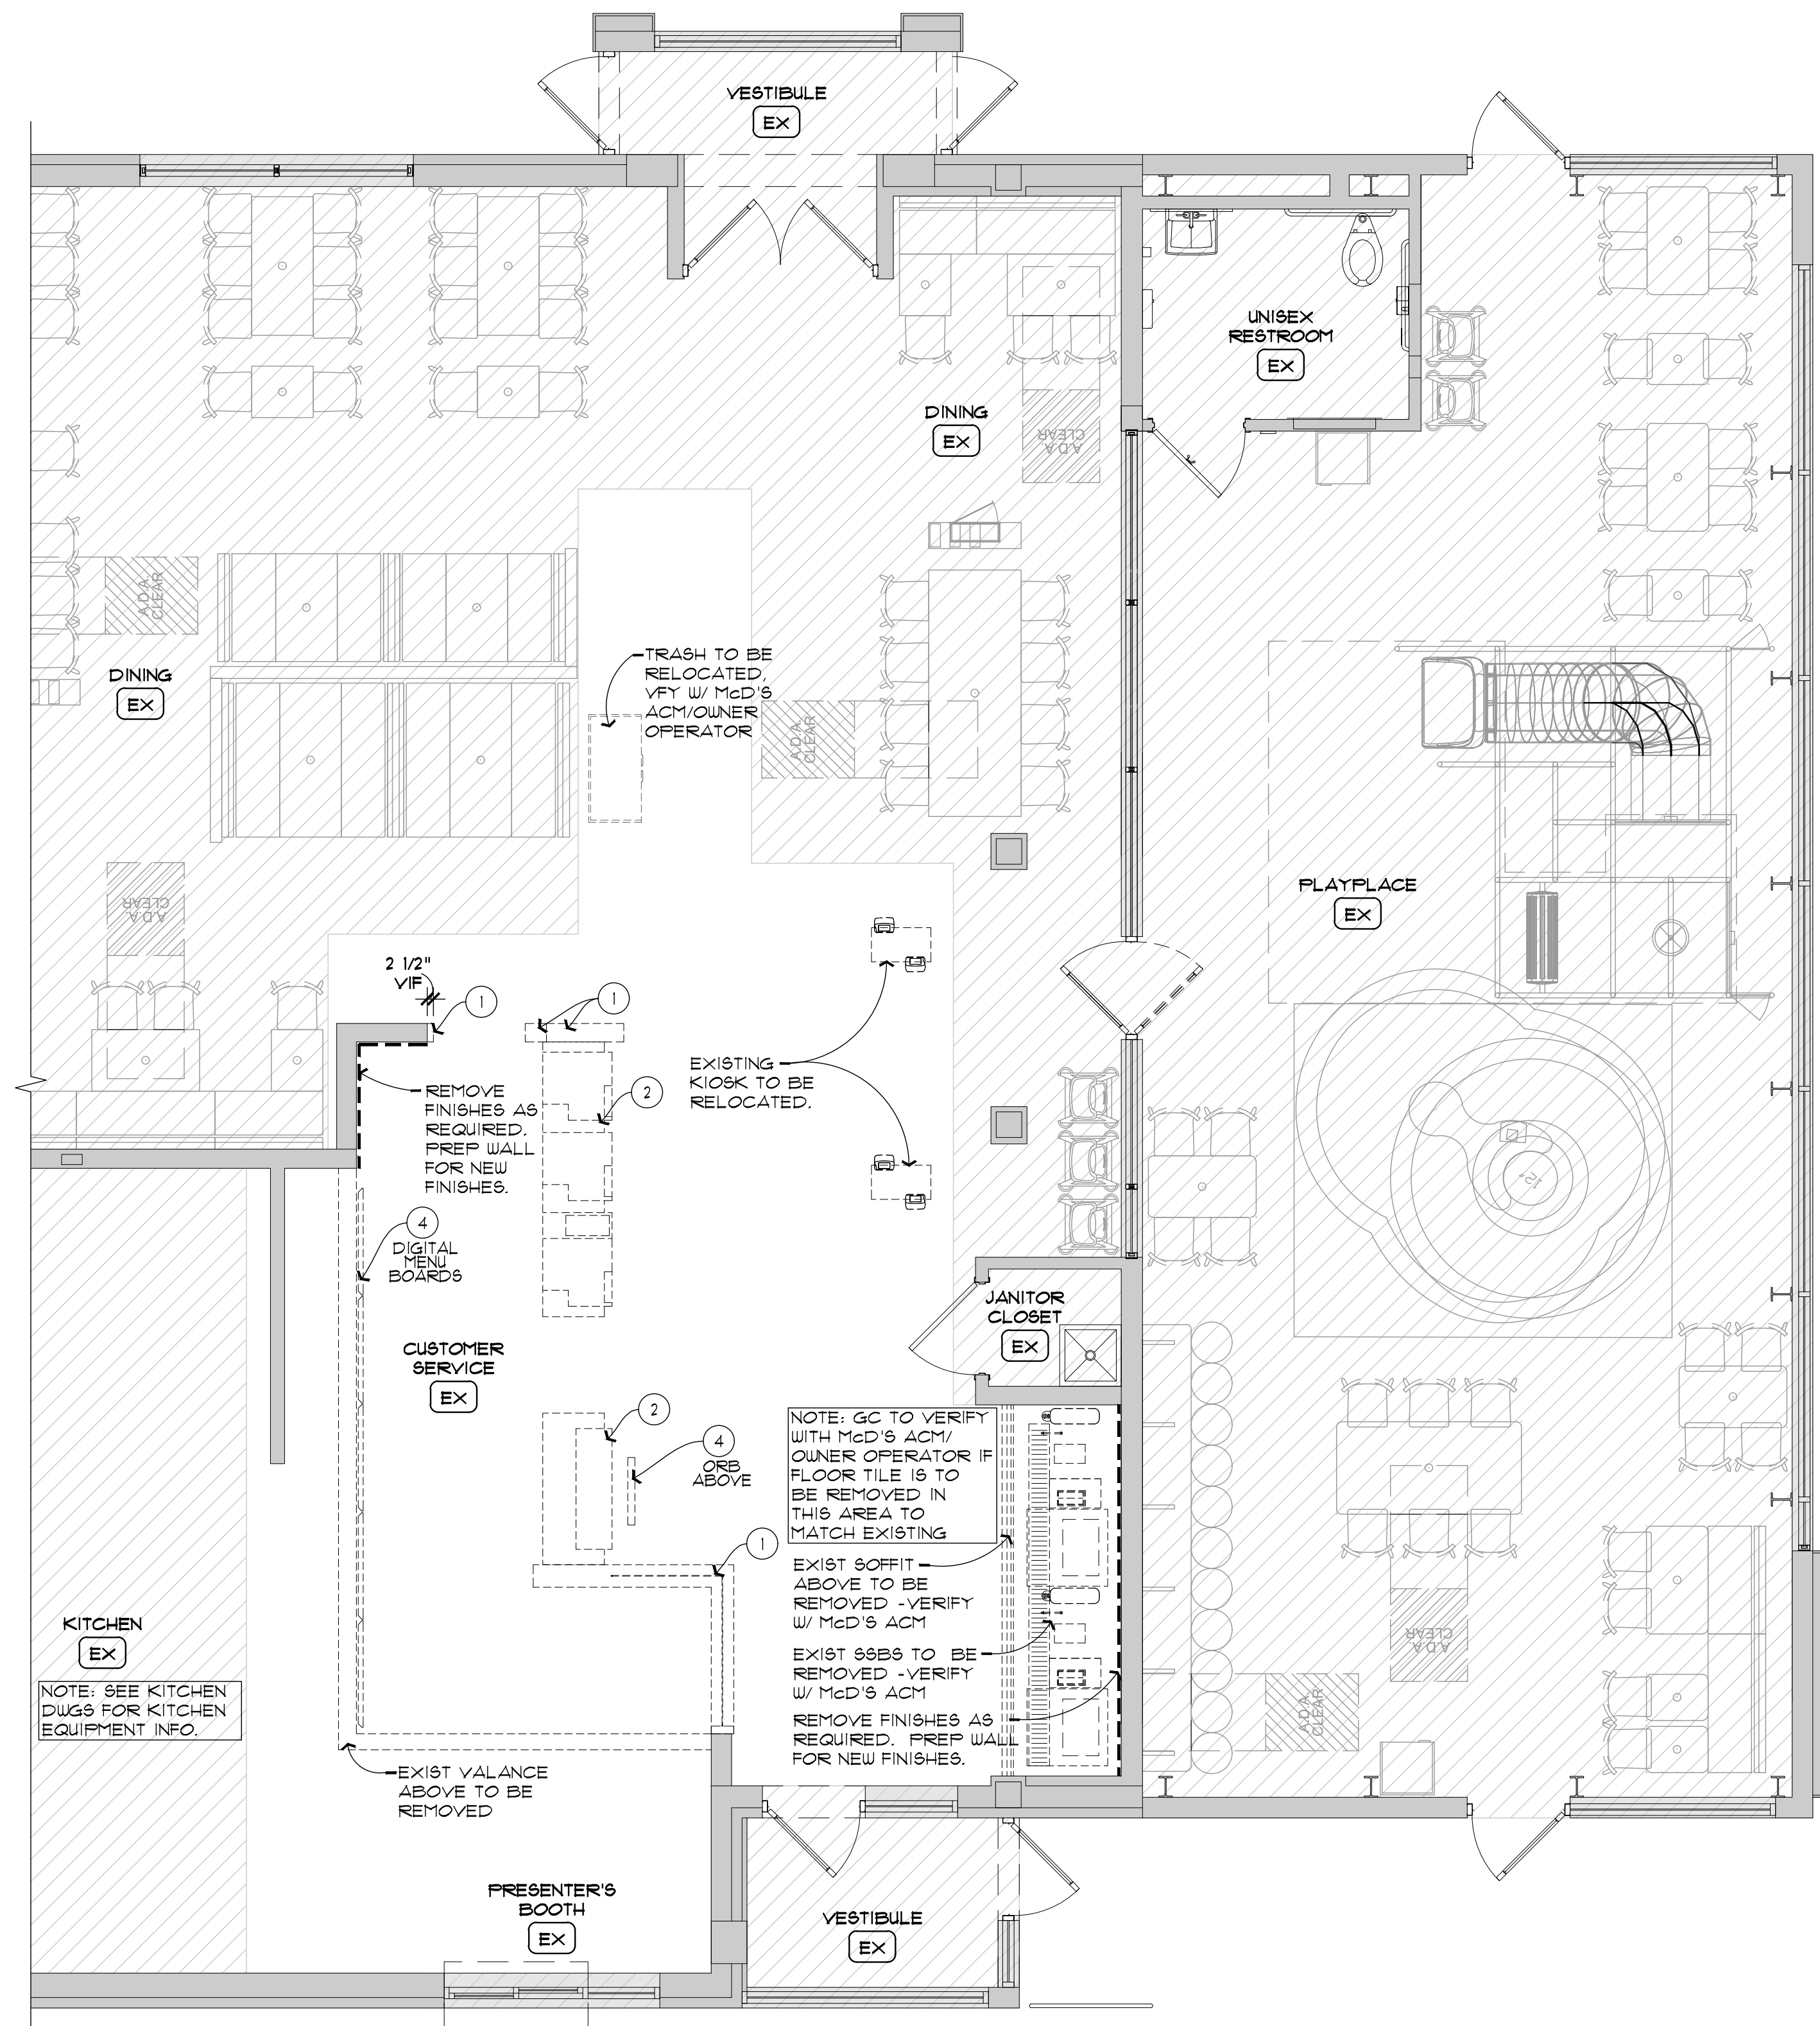 VESTIBULE
EX
UNISEX
RESTROOM
EX
DINING
EX
A.D.A.
CLEAR
A.D.A.
CLEAR
DINING
EX
TRASH TO BE
RELOCATED,
VFY W/ McD'S
ACM/OWNER
OPERATOR
A.D.A.
CLEAR
A.D.A.
CLEAR
PLAYPLACE
EX
2 1/2"
VIF
1
1
EXISTING
KIOSK TO BE
RELOCATED.
REMOVE
FINISHES AS
REQUIRED.
PREP WALL
FOR NEW
FINISHES.
2
4
DIGITAL
MENU
BOARDS
12"
JANITOR
CLOSET
EX
CUSTOMER
SERVICE
EX
2
4
ORB
ABOVE
NOTE: GC TO VERIFY
WITH McD'S ACM/
OWNER OPERATOR IF
FLOOR TILE IS TO
BE REMOVED IN
THIS AREA TO
MATCH EXISTING
1
EXIST SOFFIT
ABOVE TO BE
REMOVED -VERIFY
W/ McD'S ACM
EXIST SSBS TO BE
REMOVED -VERIFY
W/ McD'S ACM
REMOVE FINISHES AS
REQUIRED. PREP WALL
FOR NEW FINISHES.
A.D.A.
CLEAR
A.D.A.
CLEAR
KITCHEN
EX
NOTE: SEE KITCHEN
DWGS FOR KITCHEN
EQUIPMENT INFO.
EXIST VALANCE
ABOVE TO BE
REMOVED
PRESENTER'S
BOOTH
EX
VESTIBULE
EX